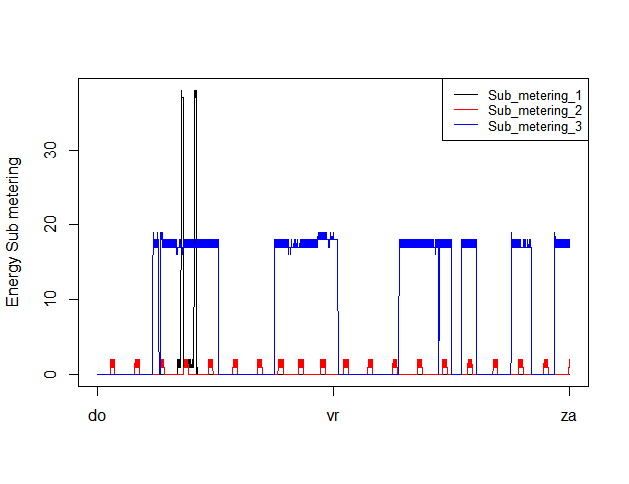 Sub_metering_1
Sub_metering_2
Sub_metering_3
Energy Sub metering
30
20
10
0
do vr za